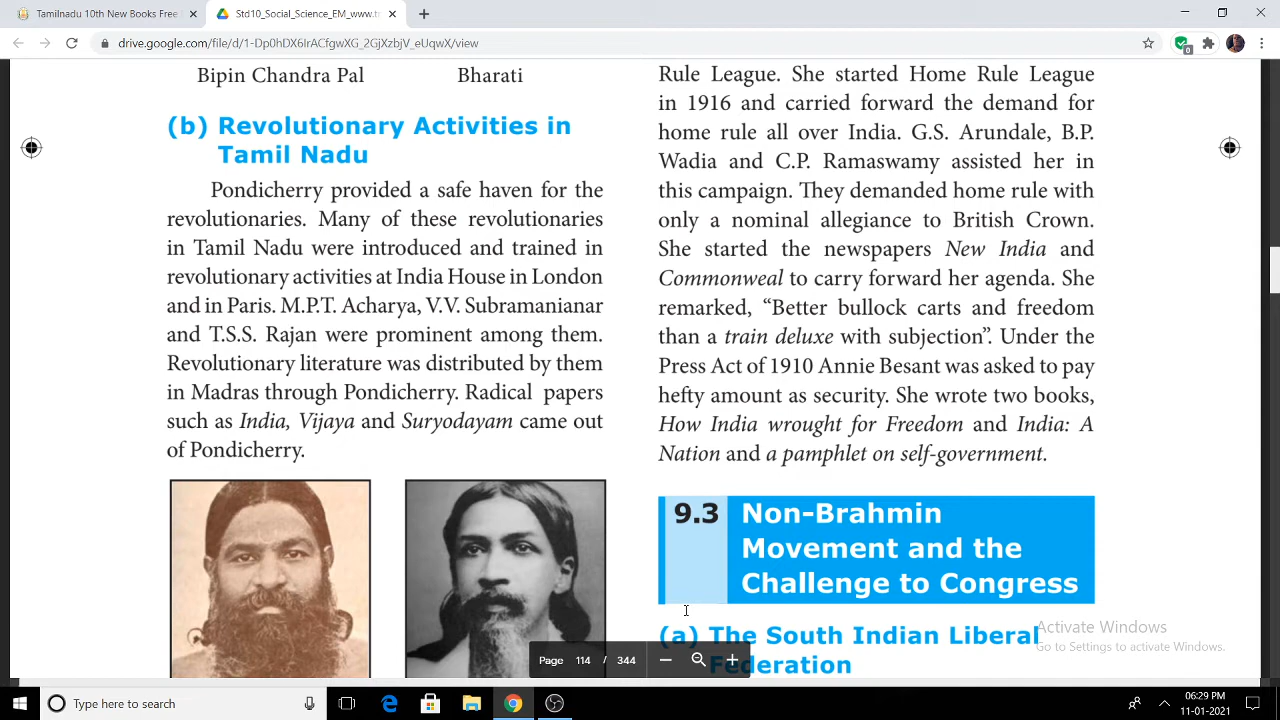 Tamilnadu 10th New Books Free
Std10_Social_Science_EM_www.t
drive.google.com/file/d/1-Dp0hDX6IrACfgwXG_2GJXzbjV_eUqwX/view
Bipin Chandra Pal
Bharati
(b) Revolutionary Activities in
Tamil Nadu
Pondicherry provided a safe haven for the
revolutionaries. Many of these revolutionaries
in Tamil Nadu were introduced and trained in
revolutionary activities at India House in London
and in Paris. M.P.T. Acharya, V.V. Subramanianar
and T.S.S. Rajan were prominent among them.
Revolutionary literature was distributed by them
in Madras through Pondicherry. Radical papers
such as India, Vijaya and Suryodayam came out
of Pondicherry.
Rule League. She started Home Rule League
in 1916 and carried forward the demand for
home rule all over India. G.S. Arundale, B.P.
Wadia and C.P. Ramaswamy assisted her in
this campaign. They demanded home rule with
only a nominal allegiance to British Crown.
She started the newspapers New India and
Commonweal to carry forward her agenda. She
remarked, “Better bullock carts and freedom
than a train deluxe with subjection”. Under the
Press Act of 1910 Annie Besant was asked to pay
hefty amount as security. She wrote two books,
How India wrought for Freedom and India: A
Nation and a pamphlet on self-government.
9.3 Non-Brahmin
Movement and the
Challenge to Congress
(a) The South Indian Liberal
Federation
Activate Windows
Go to Settings to activate Windows.
Page 114 / 344
Type here to search
06:29 PM
11-01-2021